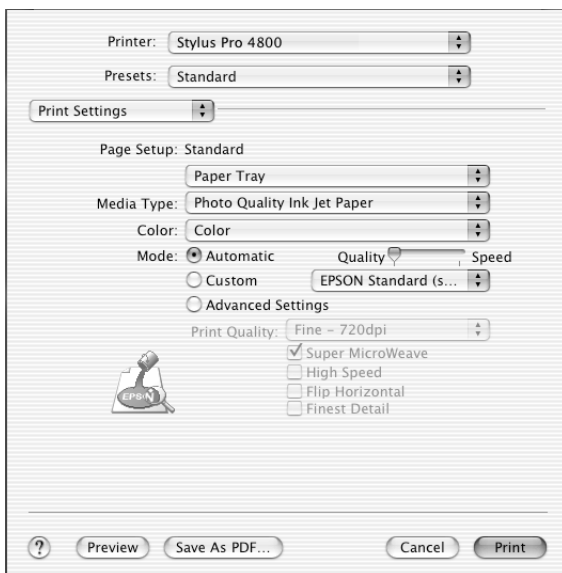 Printer: Stylus Pro 4800
Presets: Standard
Print Settings
Page Setup: Standard
Paper Tray
Media Type: Photo Quality Ink Jet Paper
Color: Color
Mode: Automatic Quality Speed
Custom EPSON Standard (s...
Advanced Settings
Print Quality: Fine - 720dpi
Super MicroWeave
High Speed
Flip Horizontal
Finest Detail
EPSON
? Preview Save As PDF... Cancel Print